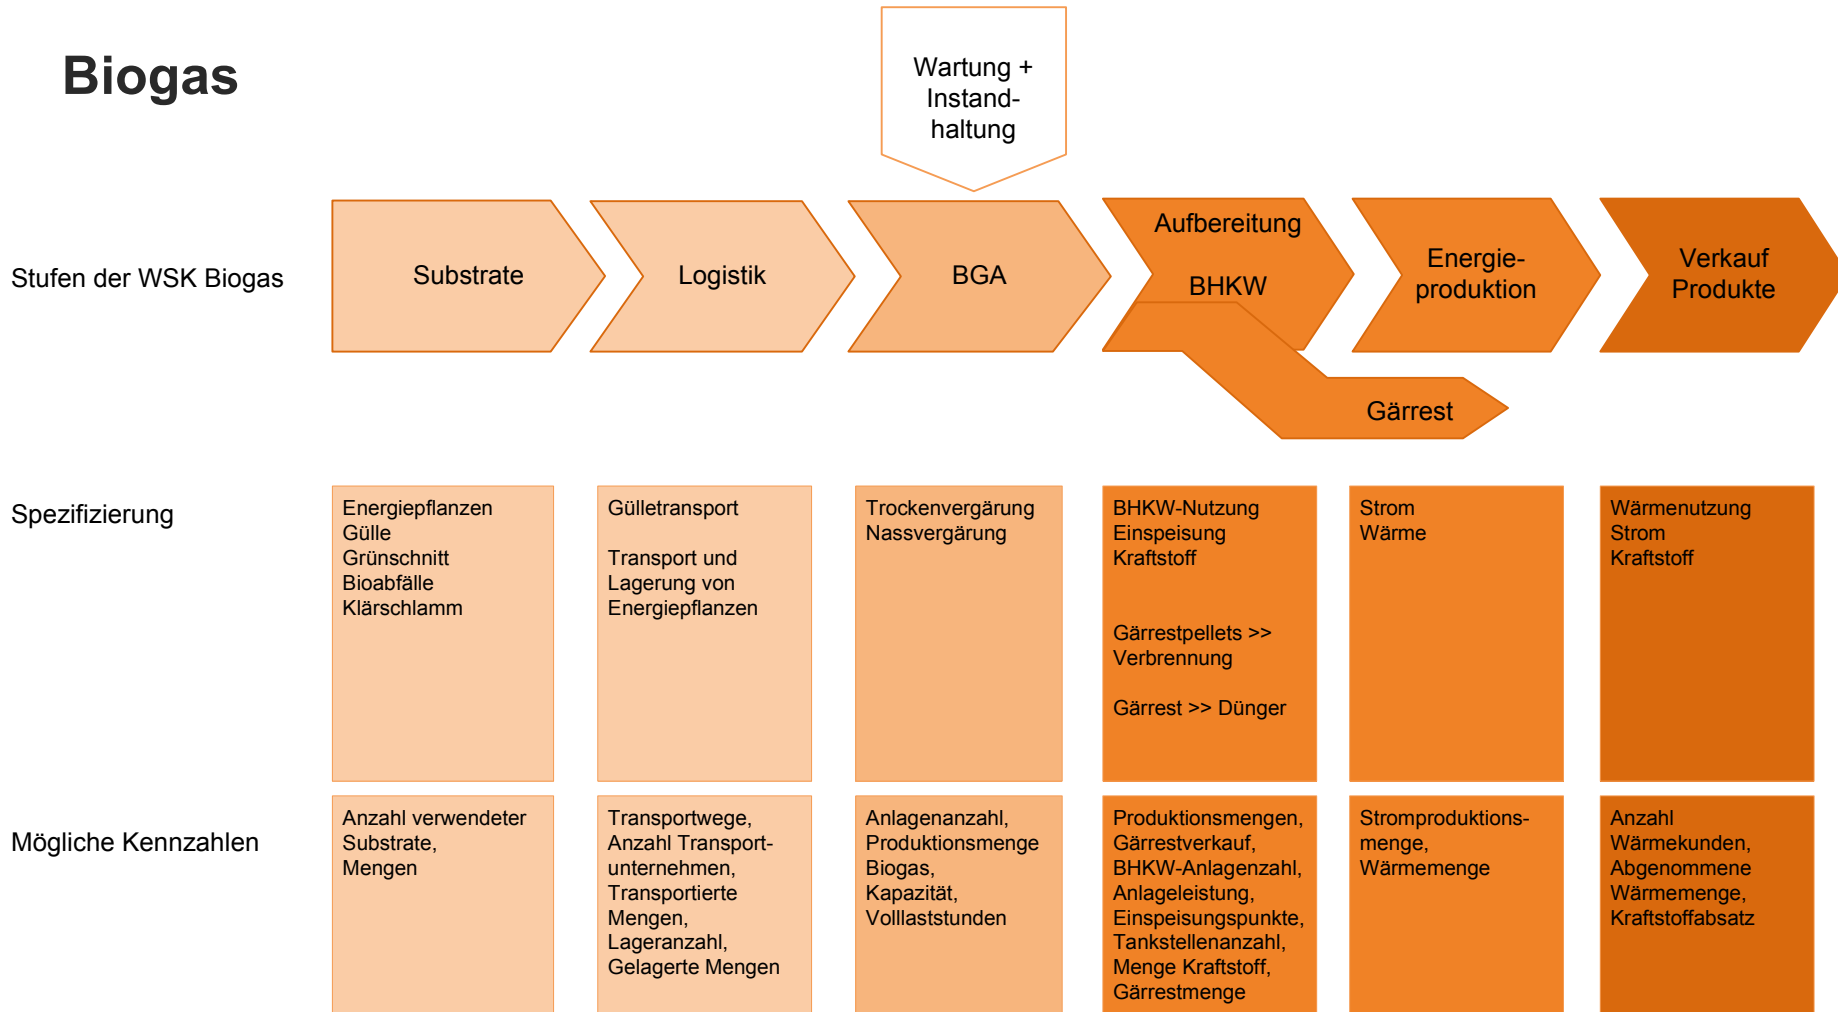 Biogas
Wartung +
Instand-
haltung
Stufen der WSK Biogas
Substrate
Logistik
BGA
Aufbereitung
BHKW
Energie-
produktion
Verkauf
Produkte
Gärrest
Spezifizierung
Energiepflanzen
Gülle
Grünschnitt
Bioabfälle
Klärschlamm
Gülletransport
Transport und
Lagerung von
Energiepflanzen
Trockenvergärung
Nassvergärung
BHKW-Nutzung
Einspeisung
Kraftstoff
Gärrestpellets >>
Verbrennung
Gärrest >> Dünger
Strom
Wärme
Wärmenutzung
Strom
Kraftstoff
Mögliche Kennzahlen
Anzahl verwendeter
Substrate,
Mengen
Transportwege,
Anzahl Transport-
unternehmen,
Transportierte
Mengen,
Lageranzahl,
Gelagerte Mengen
Anlagenanzahl,
Produktionsmenge
Biogas,
Kapazität,
Volllaststunden
Produktionsmengen,
Gärrestverkauf,
BHKW-Anlagenzahl,
Anlageleistung,
Einspeisungspunkte,
Tankstellenanzahl,
Menge Kraftstoff,
Gärrestmenge
Stromproduktions-
menge,
Wärmemenge
Anzahl
Wärmekunden,
Abgenommene
Wärmemenge,
Kraftstoffabsatz